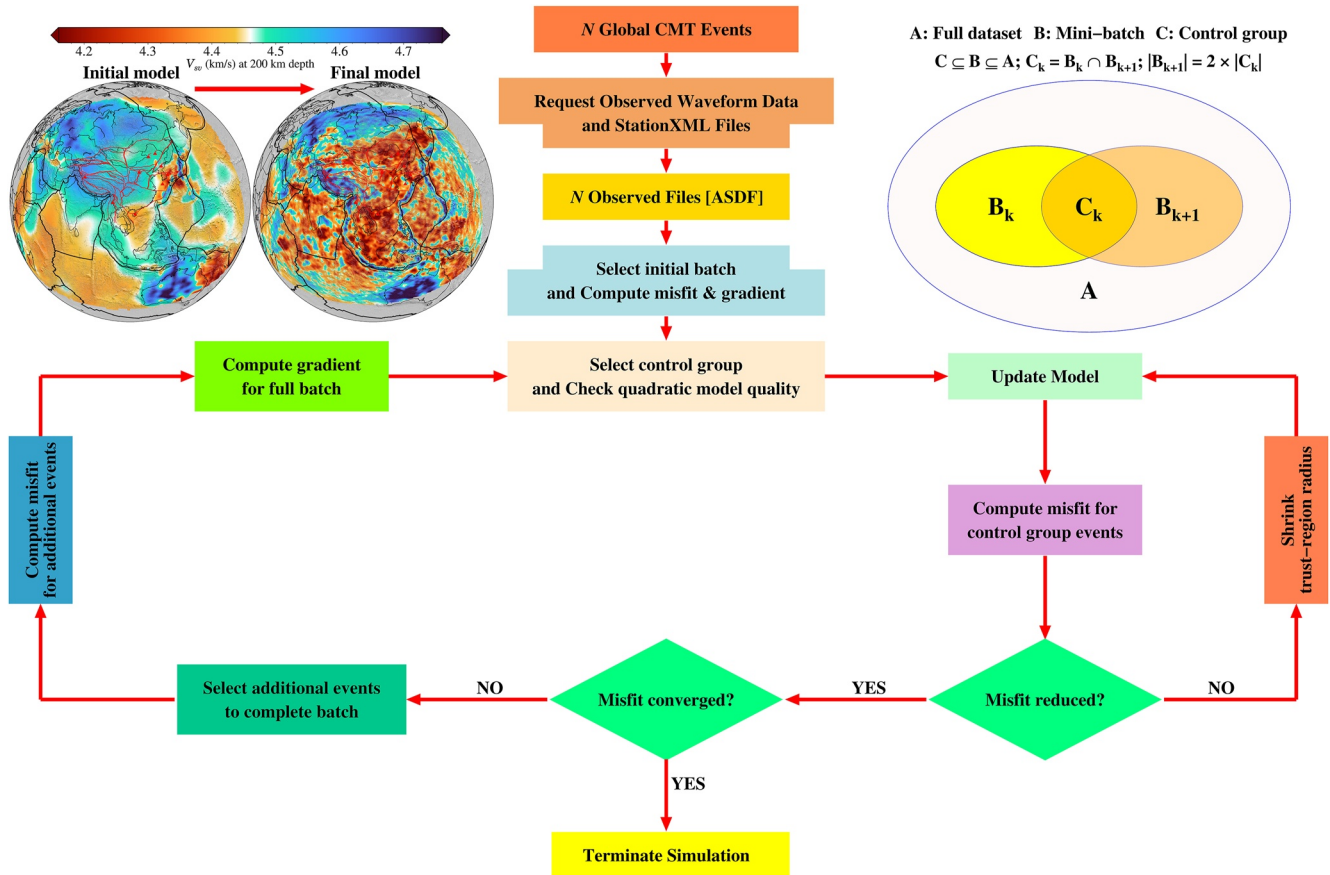 4.2 4.3 4.4 4.5 4.6 4.7
V_sv (km/s) at 200 km depth
Initial model
Final model
N Global CMT Events
Request Observed Waveform Data
and StationXML Files
N Observed Files [ASDF]
Select initial batch
and Compute misfit & gradient
A: Full dataset B: Mini−batch C: Control group
C ⊆ B ⊆ A; C_k = B_k ∩ B_{k+1}; |B_{k+1}| = 2 × |C_k|
B_k
C_k
B_{k+1}
A
Compute gradient
for full batch
Select control group
and Check quadratic model quality
Update Model
Compute misfit
for additional events
Compute misfit for
control group events
Shrink
trust−region radius
Select additional events
to complete batch
NO
Misfit converged?
YES
Misfit reduced?
NO
YES
Terminate Simulation